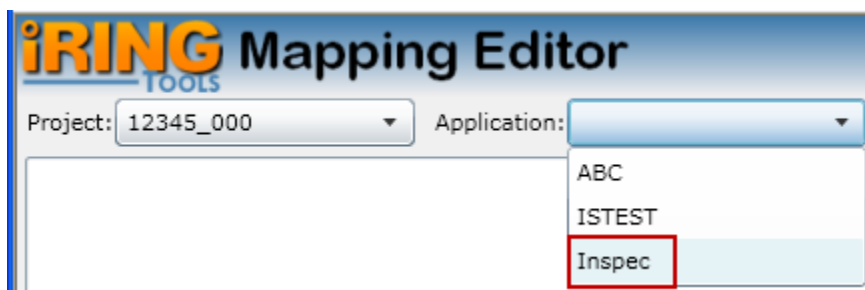 iRING Mapping Editor
TOOLS
Project: 12345_000 Application:
ABC
ISTEST
Inspec